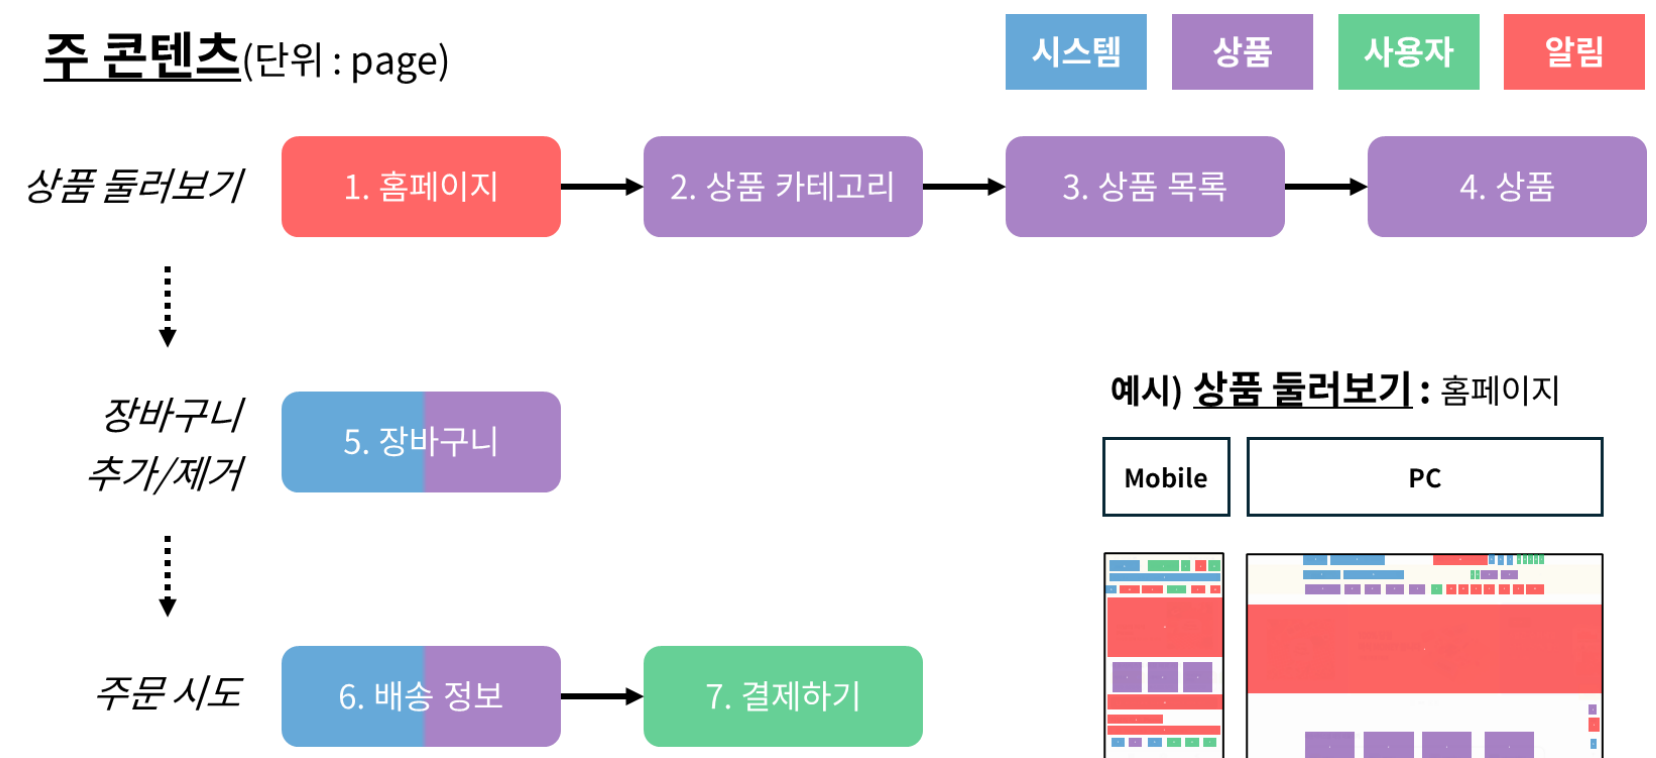 주 콘텐츠(단위 : page)
시스템
상품
사용자
알림
상품 둘러보기
1. 홈페이지
2. 상품 카테고리
3. 상품 목록
4. 상품
장바구니
추가/제거
5. 장바구니
예시) 상품 둘러보기 : 홈페이지
Mobile
PC
주문 시도
6. 배송 정보
7. 결제하기